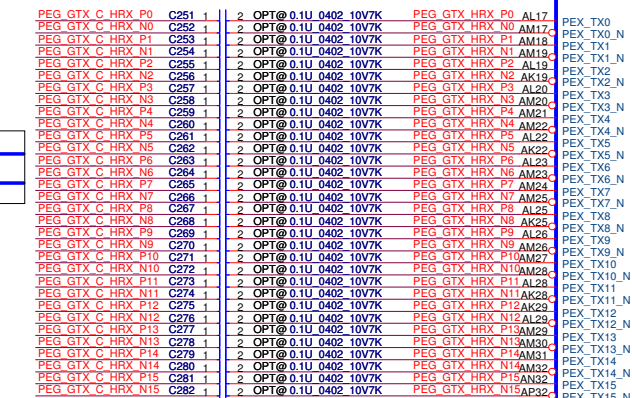 PEG_GTX_C_HRX_P0 C251 1 2 OPT@ 0.1U_0402_10V7K PEG_GTX_HRX_P0 AL17 PEX_TX0
PEG_GTX_C_HRX_N0 C252 1 2 OPT@ 0.1U_0402_10V7K PEG_GTX_HRX_N0 AM17 PEX_TX0_N
PEG_GTX_C_HRX_P1 C253 1 2 OPT@ 0.1U_0402_10V7K PEG_GTX_HRX_P1 AM18 PEX_TX1
PEG_GTX_C_HRX_N1 C254 1 2 OPT@ 0.1U_0402_10V7K PEG_GTX_HRX_N1 AM19 PEX_TX1_N
PEG_GTX_C_HRX_P2 C255 1 2 OPT@ 0.1U_0402_10V7K PEG_GTX_HRX_P2 AL19 PEX_TX2
PEG_GTX_C_HRX_N2 C256 1 2 OPT@ 0.1U_0402_10V7K PEG_GTX_HRX_N2 AK19 PEX_TX2_N
PEG_GTX_C_HRX_P3 C257 1 2 OPT@ 0.1U_0402_10V7K PEG_GTX_HRX_P3 AL20 PEX_TX3
PEG_GTX_C_HRX_N3 C258 1 2 OPT@ 0.1U_0402_10V7K PEG_GTX_HRX_N3 AM20 PEX_TX3_N
PEG_GTX_C_HRX_P4 C259 1 2 OPT@ 0.1U_0402_10V7K PEG_GTX_HRX_P4 AM21 PEX_TX4
PEG_GTX_C_HRX_N4 C260 1 2 OPT@ 0.1U_0402_10V7K PEG_GTX_HRX_N4 AM22 PEX_TX4_N
PEG_GTX_C_HRX_P5 C261 1 2 OPT@ 0.1U_0402_10V7K PEG_GTX_HRX_P5 AL22 PEX_TX5
PEG_GTX_C_HRX_N5 C262 1 2 OPT@ 0.1U_0402_10V7K PEG_GTX_HRX_N5 AK22 PEX_TX5_N
PEG_GTX_C_HRX_P6 C263 1 2 OPT@ 0.1U_0402_10V7K PEG_GTX_HRX_P6 AL23 PEX_TX6
PEG_GTX_C_HRX_N6 C264 1 2 OPT@ 0.1U_0402_10V7K PEG_GTX_HRX_N6 AM23 PEX_TX6_N
PEG_GTX_C_HRX_P7 C265 1 2 OPT@ 0.1U_0402_10V7K PEG_GTX_HRX_P7 AM24 PEX_TX7
PEG_GTX_C_HRX_N7 C266 1 2 OPT@ 0.1U_0402_10V7K PEG_GTX_HRX_N7 AM25 PEX_TX7_N
PEG_GTX_C_HRX_P8 C267 1 2 OPT@ 0.1U_0402_10V7K PEG_GTX_HRX_P8 AL25 PEX_TX8
PEG_GTX_C_HRX_N8 C268 1 2 OPT@ 0.1U_0402_10V7K PEG_GTX_HRX_N8 AK25 PEX_TX8_N
PEG_GTX_C_HRX_P9 C269 1 2 OPT@ 0.1U_0402_10V7K PEG_GTX_HRX_P9 AL26 PEX_TX9
PEG_GTX_C_HRX_N9 C270 1 2 OPT@ 0.1U_0402_10V7K PEG_GTX_HRX_N9 AM26 PEX_TX9_N
PEG_GTX_C_HRX_P10 C271 1 2 OPT@ 0.1U_0402_10V7K PEG_GTX_HRX_P10 AM27 PEX_TX10
PEG_GTX_C_HRX_N10 C272 1 2 OPT@ 0.1U_0402_10V7K PEG_GTX_HRX_N10 AM28 PEX_TX10_N
PEG_GTX_C_HRX_P11 C273 1 2 OPT@ 0.1U_0402_10V7K PEG_GTX_HRX_P11 AL28 PEX_TX11
PEG_GTX_C_HRX_N11 C274 1 2 OPT@ 0.1U_0402_10V7K PEG_GTX_HRX_N11 AK28 PEX_TX11_N
PEG_GTX_C_HRX_P12 C275 1 2 OPT@ 0.1U_0402_10V7K PEG_GTX_HRX_P12 AK29 PEX_TX12
PEG_GTX_C_HRX_N12 C276 1 2 OPT@ 0.1U_0402_10V7K PEG_GTX_HRX_N12 AL29 PEX_TX12_N
PEG_GTX_C_HRX_P13 C277 1 2 OPT@ 0.1U_0402_10V7K PEG_GTX_HRX_P13 AM29 PEX_TX13
PEG_GTX_C_HRX_N13 C278 1 2 OPT@ 0.1U_0402_10V7K PEG_GTX_HRX_N13 AM30 PEX_TX13_N
PEG_GTX_C_HRX_P14 C279 1 2 OPT@ 0.1U_0402_10V7K PEG_GTX_HRX_P14 AM31 PEX_TX14
PEG_GTX_C_HRX_N14 C280 1 2 OPT@ 0.1U_0402_10V7K PEG_GTX_HRX_N14 AM32 PEX_TX14_N
PEG_GTX_C_HRX_P15 C281 1 2 OPT@ 0.1U_0402_10V7K PEG_GTX_HRX_P15 AN32 PEX_TX15
PEG_GTX_C_HRX_N15 C282 1 2 OPT@ 0.1U_0402_10V7K PEG_GTX_HRX_N15 AP32 PEX_TX15_N